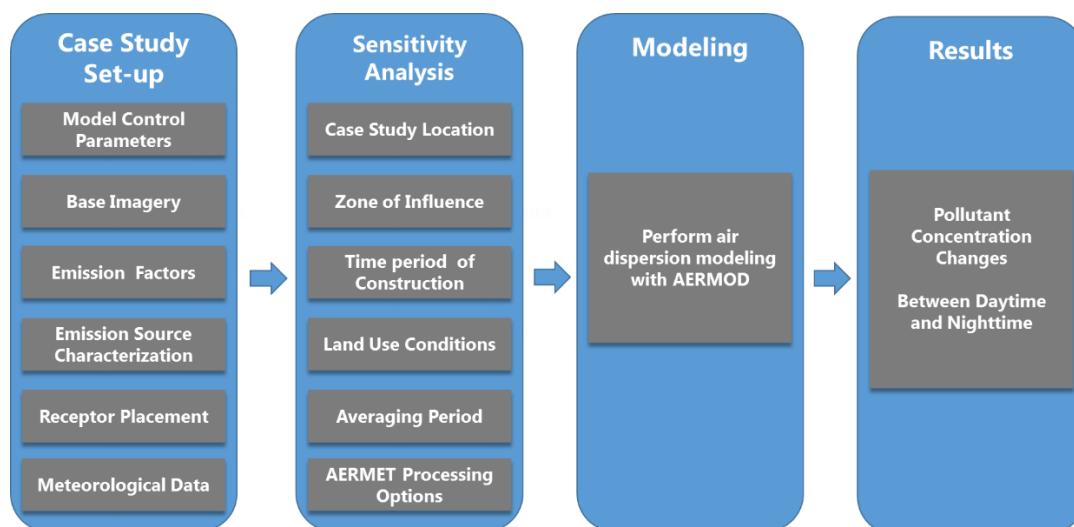 Case Study
Set-up
Model Control
Parameters
Base Imagery
Emission Factors
Emission Source
Characterization
Receptor Placement
Meteorological Data
Sensitivity
Analysis
Case Study Location
Zone of Influence
Time period of
Construction
Land Use Conditions
Averaging Period
AERMET Processing
Options
Modeling
Perform air
dispersion modeling
with AERMOD
Results
Pollutant
Concentration
Changes
Between Daytime
and Nighttime